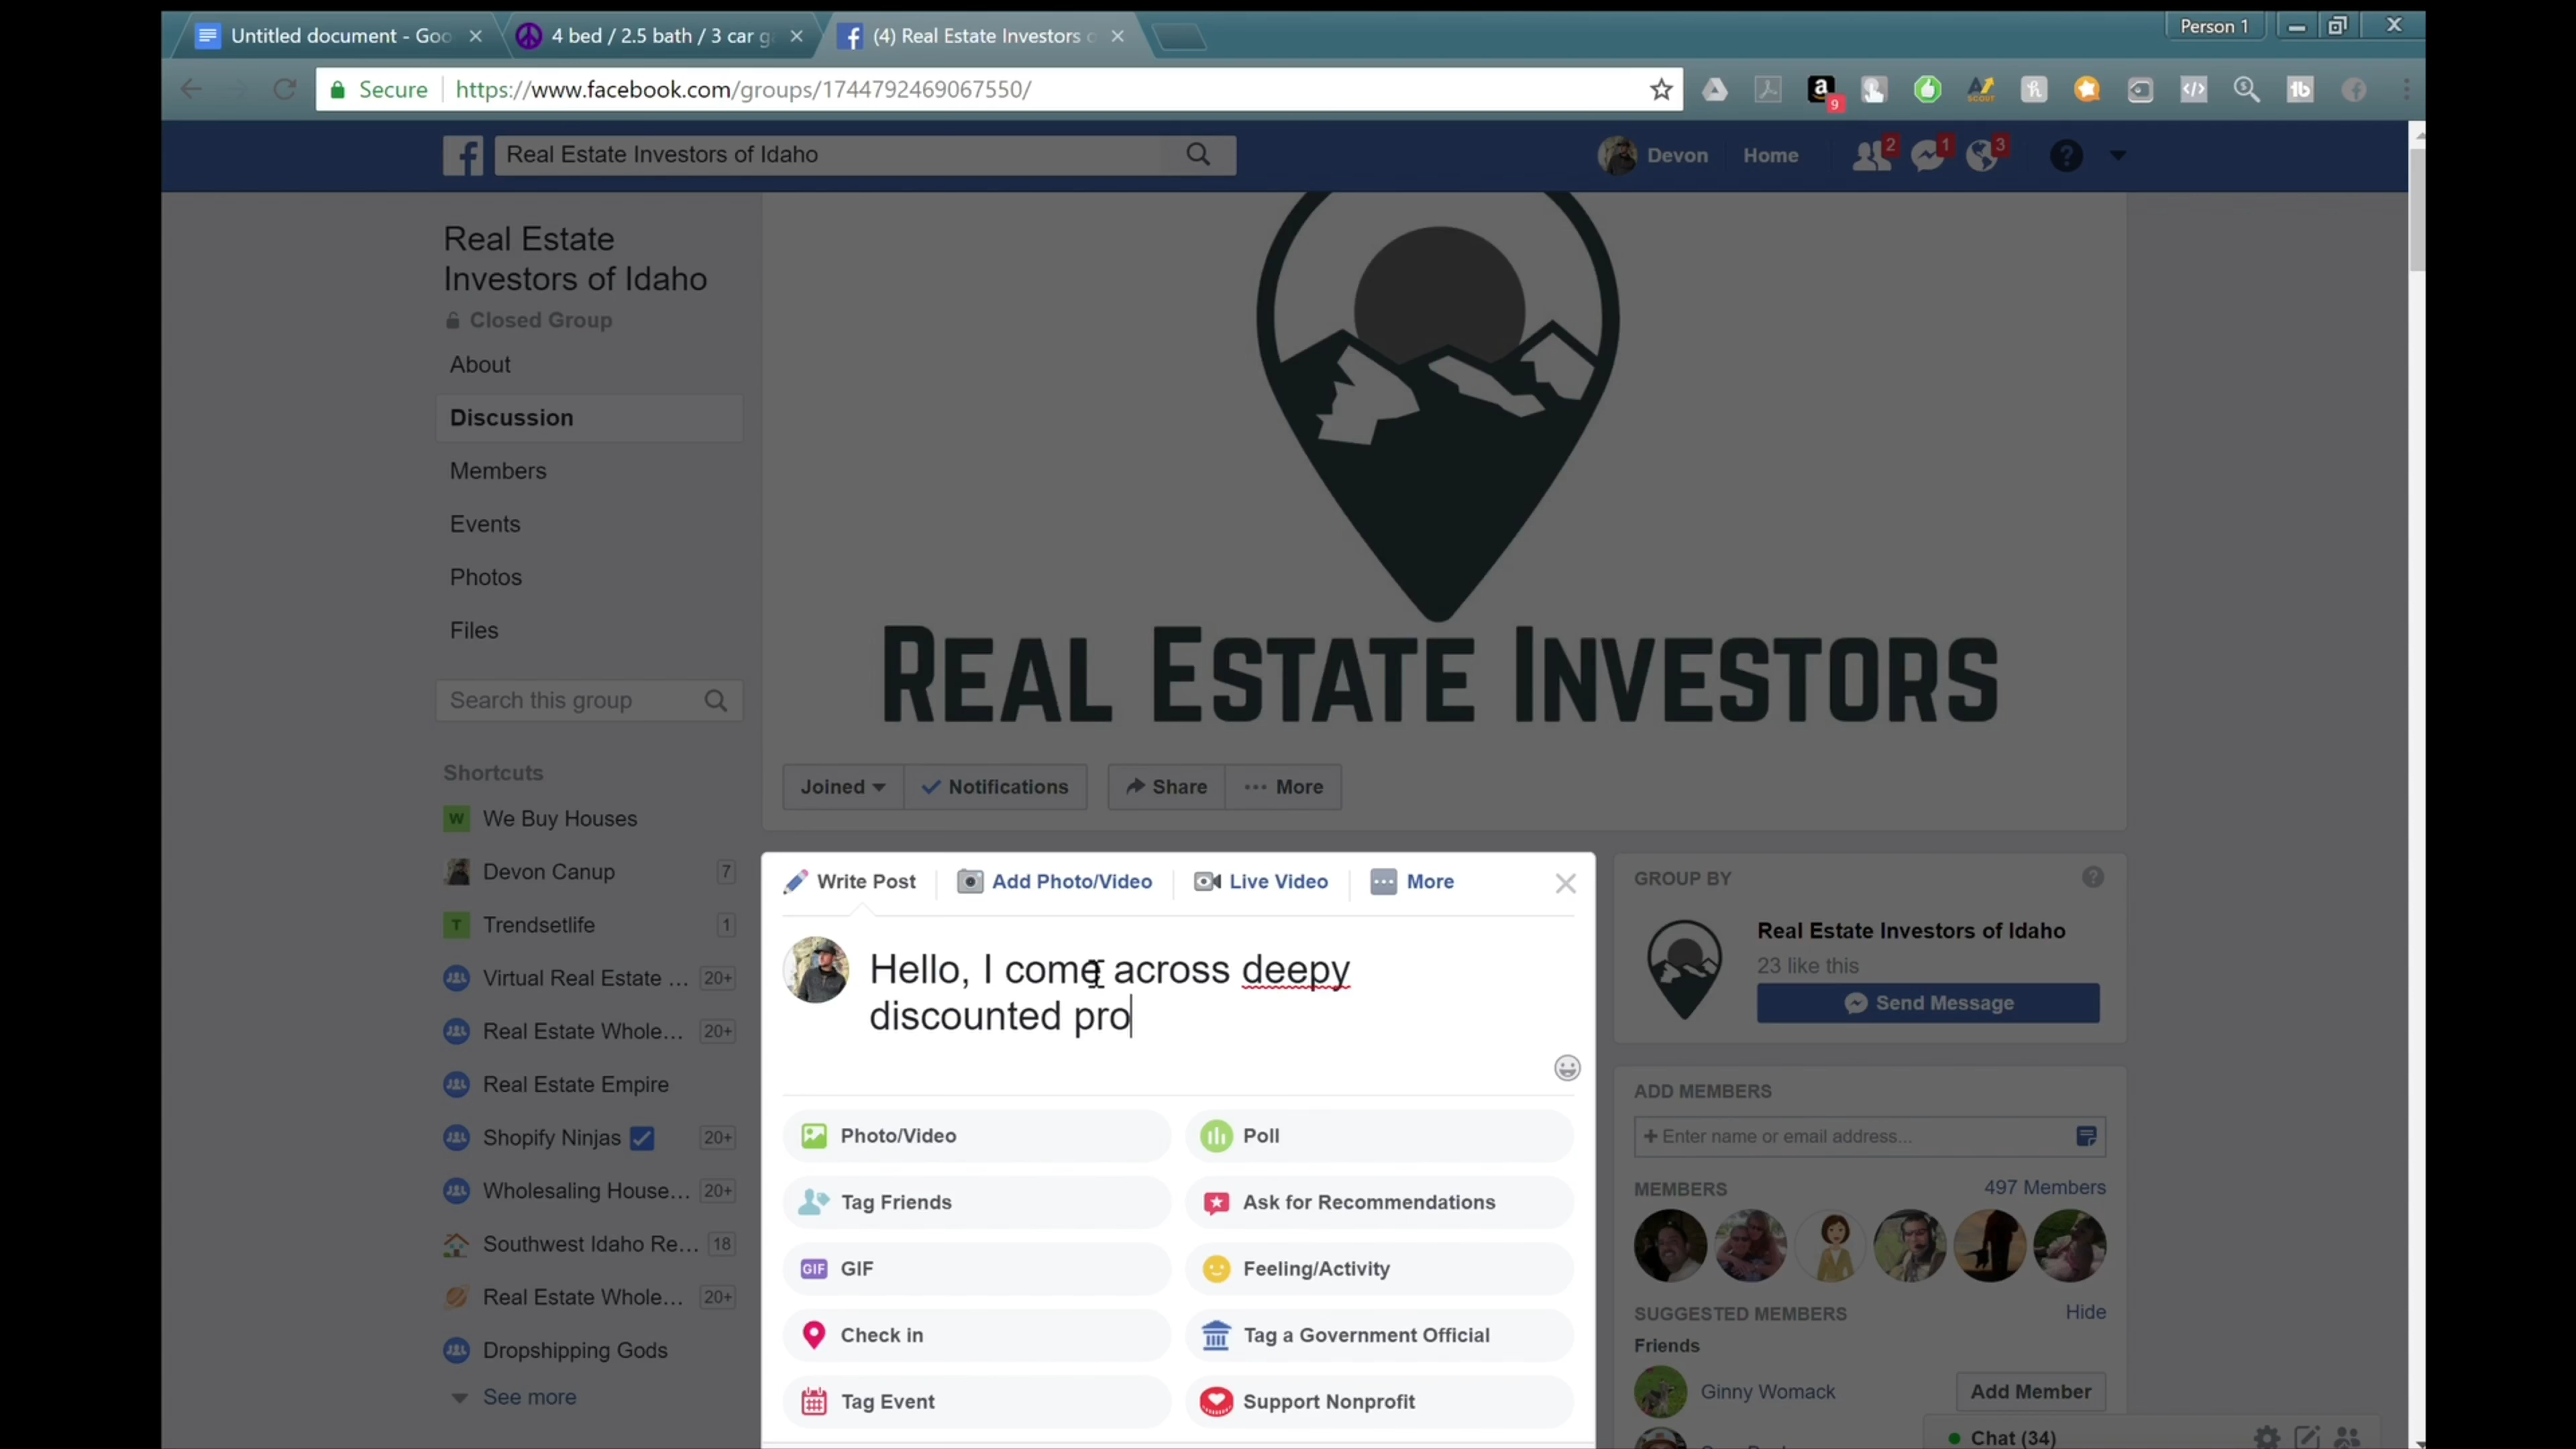 Untitled document - Goo
4 bed / 2.5 bath / 3 car g
(4) Real Estate Investors o
Person 1
Secure
https://www.facebook.com/groups/1744792469067550/
9
Real Estate Investors of Idaho
Devon
Home
2
1
3
Real Estate
Investors of Idaho
Closed Group
About
Discussion
Members
Events
Photos
Files
Search this group
Shortcuts
W We Buy Houses
Devon Canup 7
T Trendsetlife 1
Virtual Real Estate ... 20+
Real Estate Whole... 20+
Real Estate Empire
Shopify Ninjas 20+
Wholesaling House... 20+
Southwest Idaho Re... 18
Real Estate Whole... 20+
Dropshipping Gods
See more
REAL ESTATE INVESTORS
Joined
Notifications
Share
More
Write Post
Add Photo/Video
Live Video
More
Hello, I come across deepy
discounted pro
Photo/Video
Poll
Tag Friends
Ask for Recommendations
GIF GIF
Feeling/Activity
Check in
Tag a Government Official
Tag Event
Support Nonprofit
GROUP BY
Real Estate Investors of Idaho
23 like this
Send Message
ADD MEMBERS
+ Enter name or email address...
MEMBERS
497 Members
SUGGESTED MEMBERS
Hide
Friends
Ginny Womack
Add Member
Chat (34)